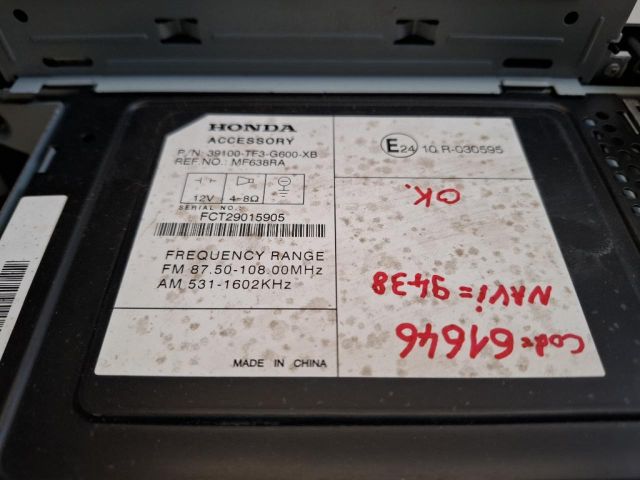 HONDA
ACCESSORY
P/N: 39100-TF3-G600-XB
REF.NO.: MF638RA
12V 4-8Ω
SERIAL NO.:
FCT29015905
FREQUENCY RANGE
FM 87.50-108.00MHz
AM 531-1602KHz
MADE IN CHINA
E24 10 R-030595
Code=61646
NAVi=9438
OK.